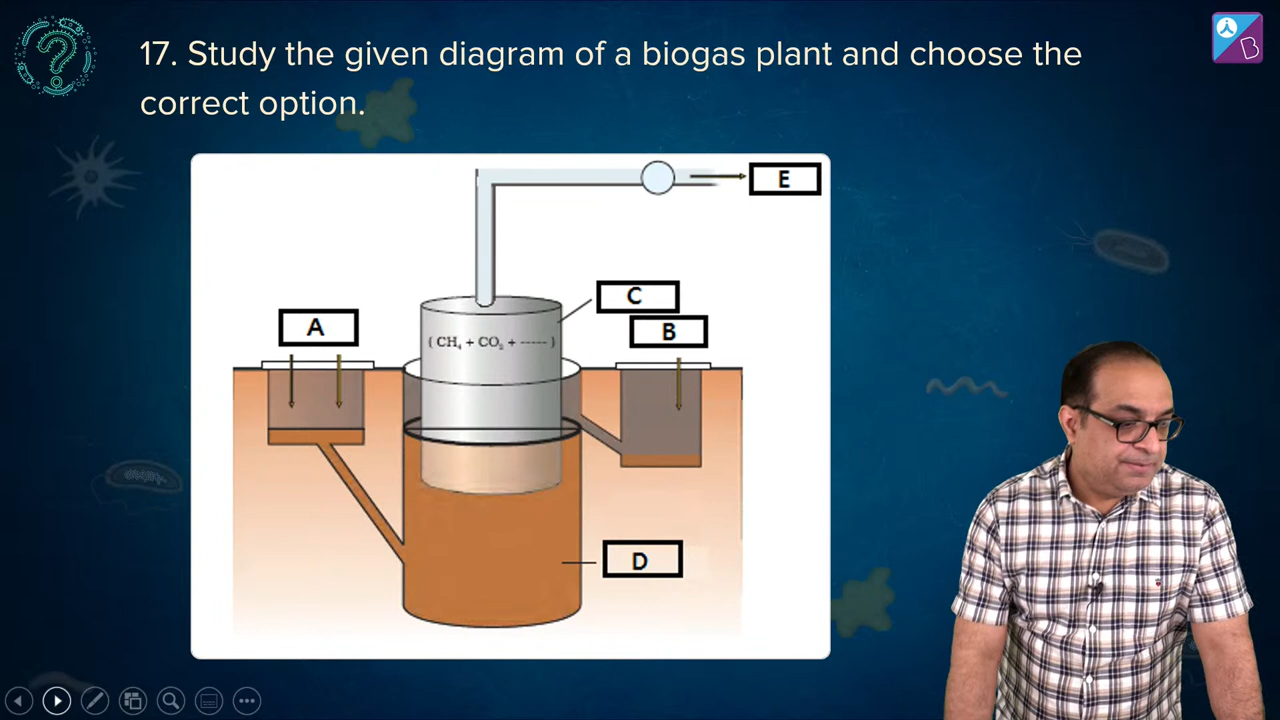 17. Study the given diagram of a biogas plant and choose the
correct option.
E
C
A
B
( CH₄ + CO₂ + ----- )
D
B